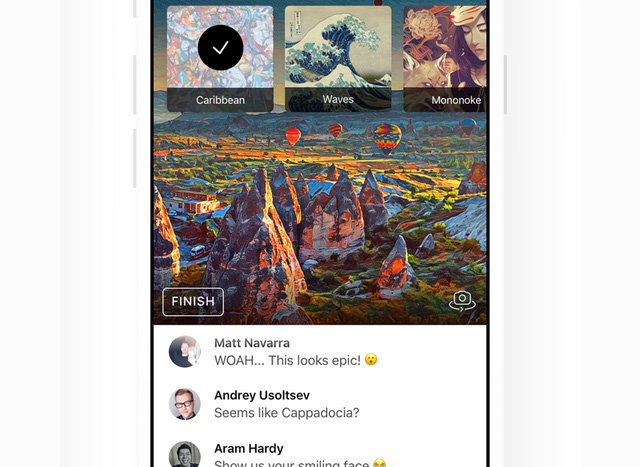 Caribbean
Waves
Mononoke
FINISH
Matt Navarra
WOAH... This looks epic! 😮
Andrey Usoltsev
Seems like Cappadocia?
Aram Hardy
Show us your smiling face 😂